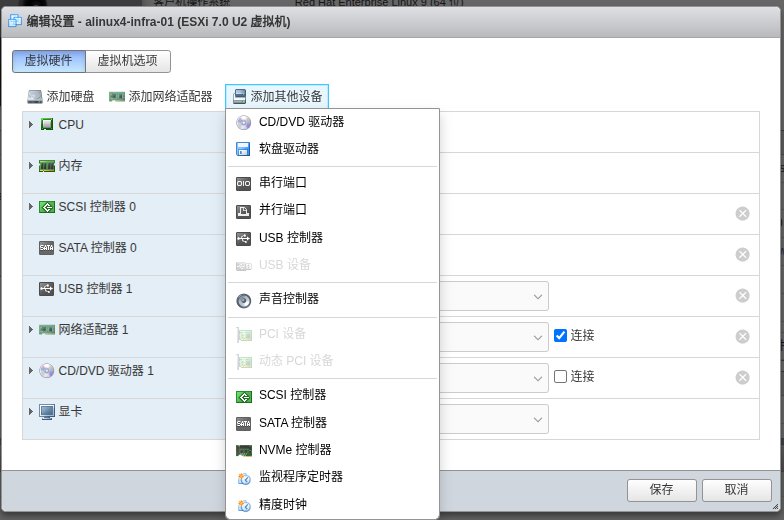 客户机操作系统 Red Hat Enterprise Linux 9 (64 位)
编辑设置 - alinux4-infra-01 (ESXi 7.0 U2 虚拟机)
虚拟硬件 虚拟机选项
添加硬盘 添加网络适配器 添加其他设备
CPU
内存
SCSI 控制器 0
SATA 控制器 0
USB 控制器 1
网络适配器 1 连接
CD/DVD 驱动器 1 连接
显卡
CD/DVD 驱动器
软盘驱动器
串行端口
并行端口
USB 控制器
USB 设备
声音控制器
PCI 设备
动态 PCI 设备
SCSI 控制器
SATA 控制器
NVMe 控制器
监视程序定时器
精度时钟
保存 取消